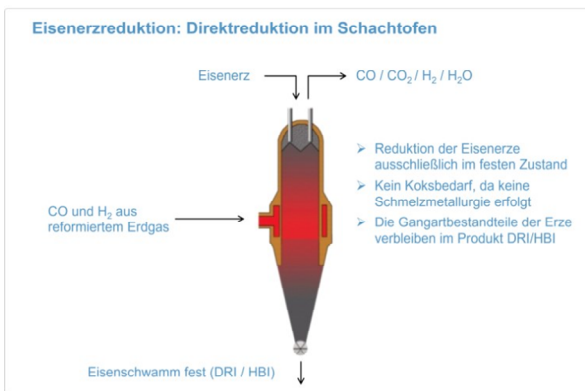 Eisenerzreduktion: Direktreduktion im Schachtofen
Eisenerz
CO / CO₂ / H₂ / H₂O
➢ Reduktion der Eisenerze
ausschließlich im festen Zustand
➢ Kein Koksbedarf, da keine
Schmelzmetallurgie erfolgt
➢ Die Gangartbestandteile der Erze
verbleiben im Produkt DRI/HBI
CO und H₂ aus
reformiertem Erdgas
Eisenschwamm fest (DRI / HBI)